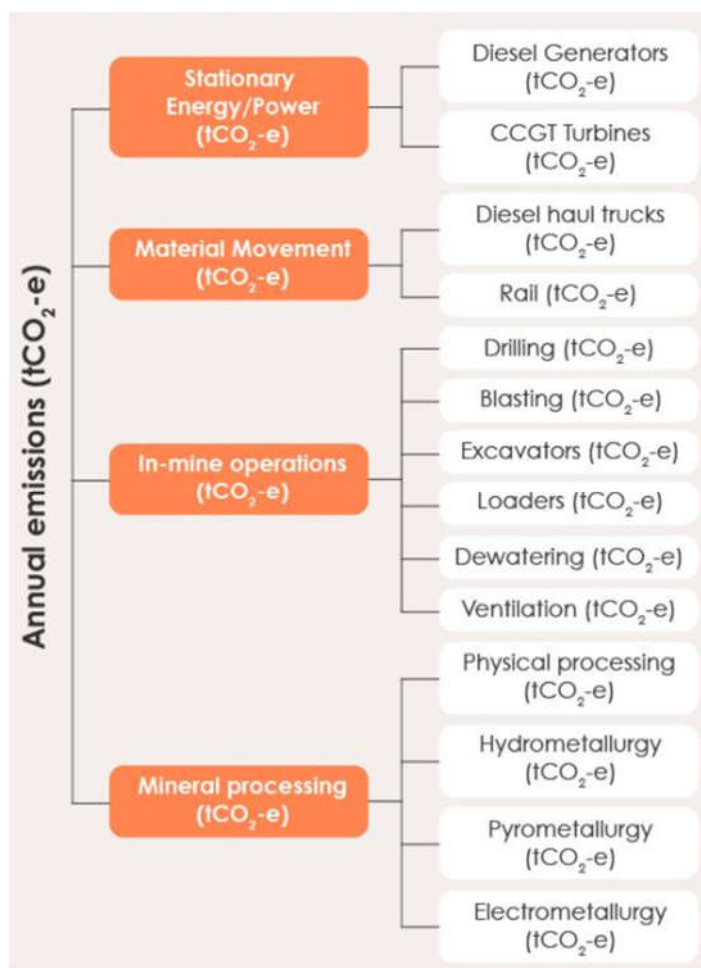 Annual emissions (tCO₂-e)
Stationary
Energy/Power
(tCO₂-e)
Diesel Generators
(tCO₂-e)
CCGT Turbines
(tCO₂-e)
Material Movement
(tCO₂-e)
Diesel haul trucks
(tCO₂-e)
Rail (tCO₂-e)
In-mine operations
(tCO₂-e)
Drilling (tCO₂-e)
Blasting (tCO₂-e)
Excavators (tCO₂-e)
Loaders (tCO₂-e)
Dewatering (tCO₂-e)
Ventilation (tCO₂-e)
Mineral processing
(tCO₂-e)
Physical processing
(tCO₂-e)
Hydrometallurgy
(tCO₂-e)
Pyrometallurgy
(tCO₂-e)
Electrometallurgy
(tCO₂-e)